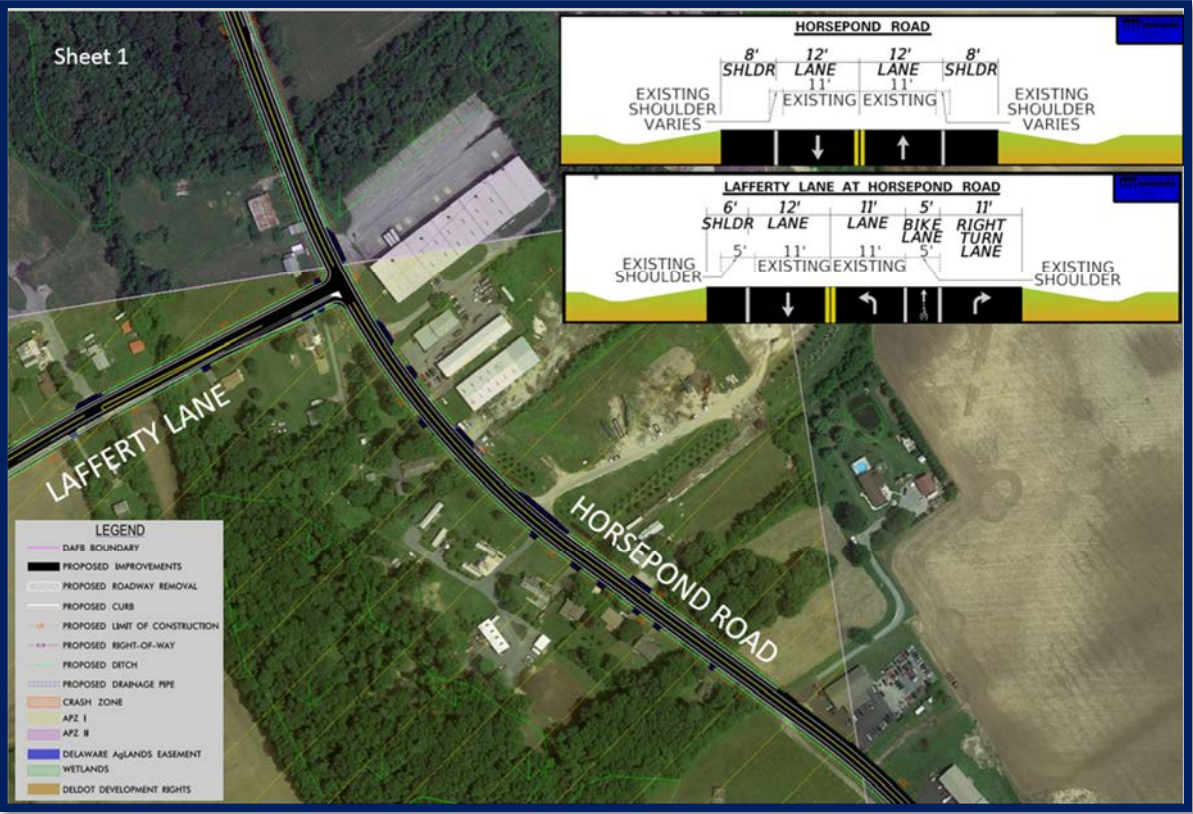 Sheet 1
HORSEPOND ROAD
8' 12' 12' 8'
SHLDR LANE LANE SHLDR
11' 11'
EXISTING EXISTING
EXISTING SHOULDER VARIES
EXISTING SHOULDER VARIES
LAFFERTY LANE AT HORSEPOND ROAD
6' 12' 11' 5' 11'
SHLDR LANE LANE BIKE LANE RIGHT TURN LANE
5' 11' 11' 5'
EXISTING EXISTING
EXISTING SHOULDER
EXISTING SHOULDER
LAFFERTY LANE
HORSEPOND ROAD
LEGEND
DAFB BOUNDARY
PROPOSED IMPROVEMENTS
PROPOSED ROADWAY REMOVAL
PROPOSED CURB
PROPOSED LIMIT OF CONSTRUCTION
PROPOSED RIGHT-OF-WAY
PROPOSED DITCH
PROPOSED DRAINAGE PIPE
CRASH ZONE
APZ I
APZ II
DELAWARE AgLANDS EASEMENT
WETLANDS
DELDOT DEVELOPMENT RIGHTS